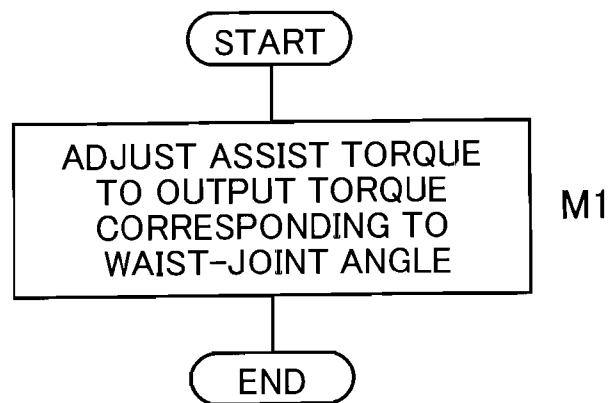 START
ADJUST ASSIST TORQUE
TO OUTPUT TORQUE
CORRESPONDING TO
WAIST-JOINT ANGLE
M1
END